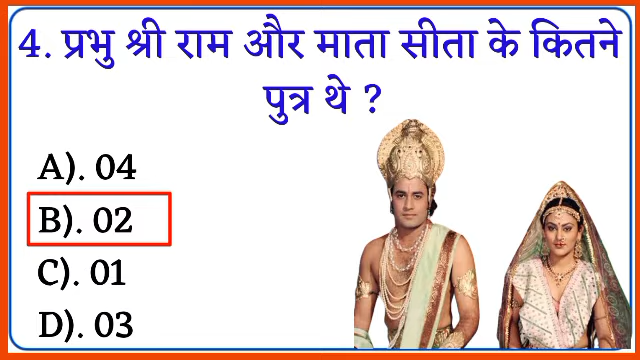 4. प्रभु श्री राम और माता सीता के कितने
पुत्र थे ?
A). 04
B). 02
C). 01
D). 03